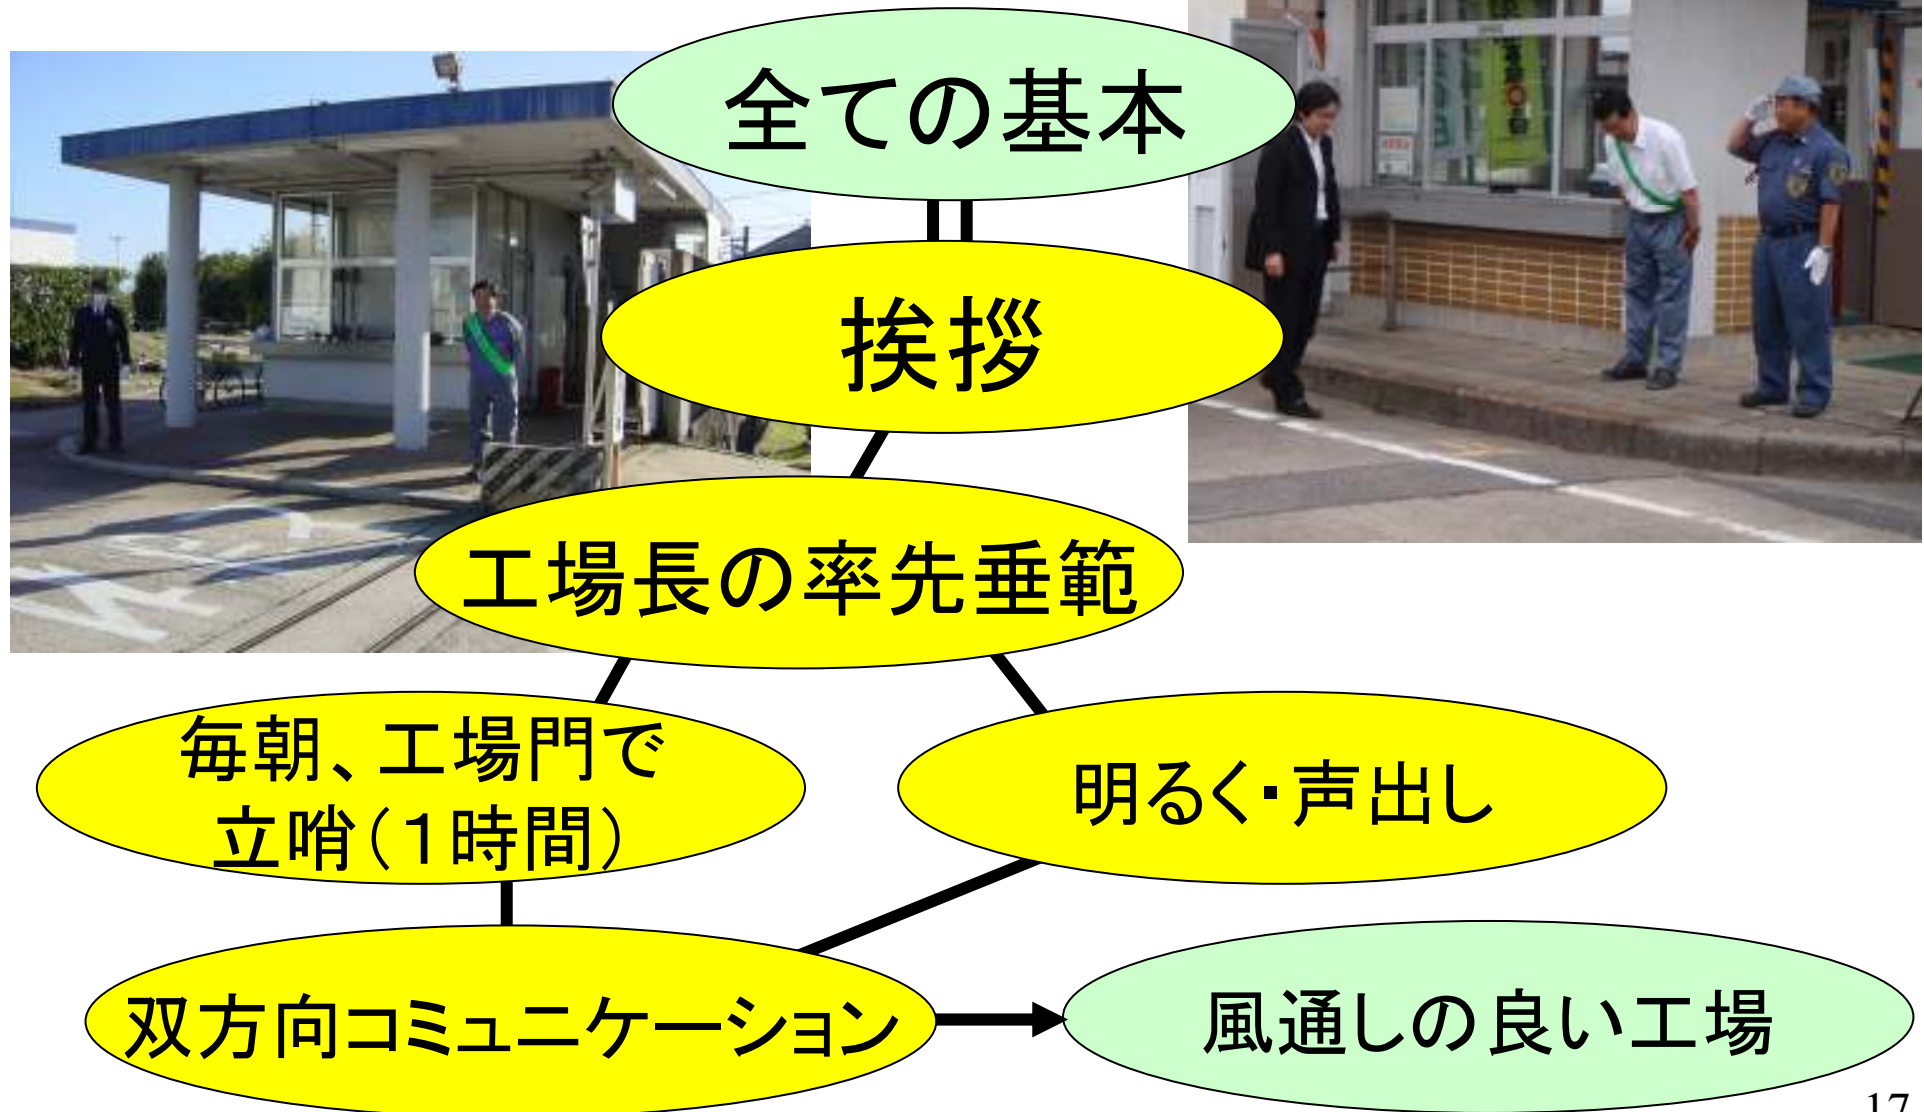 全ての基本
挨拶
工場長の率先垂範
毎朝、工場門で
立哨(1時間)
明るく・声出し
双方向コミュニケーション
風通しの良い工場
17